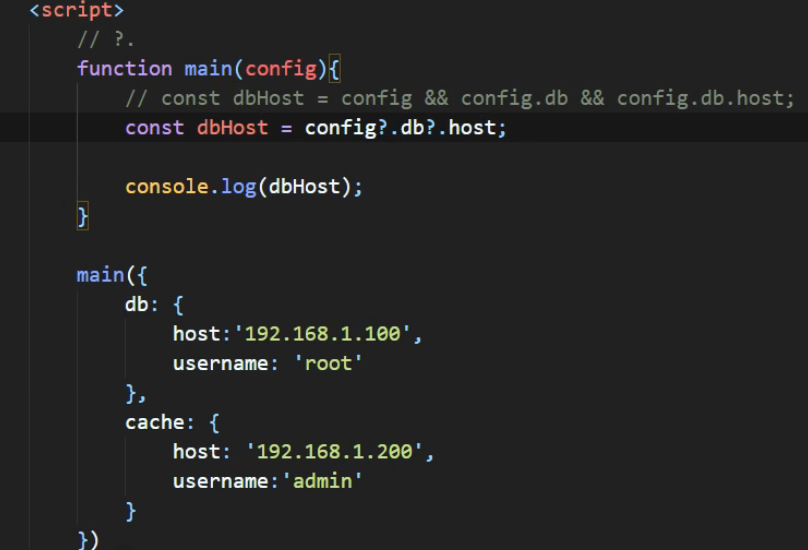 <script>
// ?.
function main(config){
// const dbHost = config && config.db && config.db.host;
const dbHost = config?.db?.host;
console.log(dbHost);
}
main({
db: {
host:'192.168.1.100',
username: 'root'
},
cache: {
host: '192.168.1.200',
username:'admin'
}
})